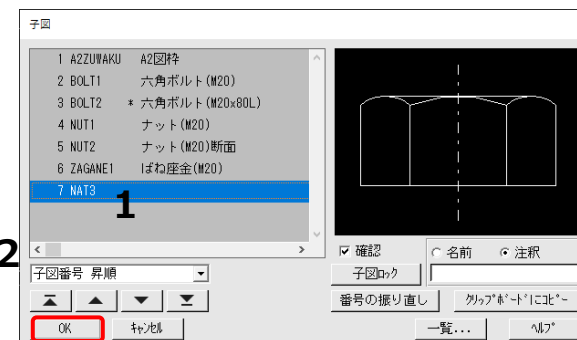 子図
1 A2ZUWAKU A2図枠
2 BOLT1 六角ボルト(M20)
3 BOLT2 * 六角ボルト(M20x80L)
4 NUT1 ナット(M20)
5 NUT2 ナット(M20)断面
6 ZAGANE1 ばね座金(M20)
7 NAT3
1
2
確認
名前
注釈
子図番号 昇順
子図ロック
番号の振り直し
クリップボードにコピー
OK
キャンセル
一覧...
ヘルプ